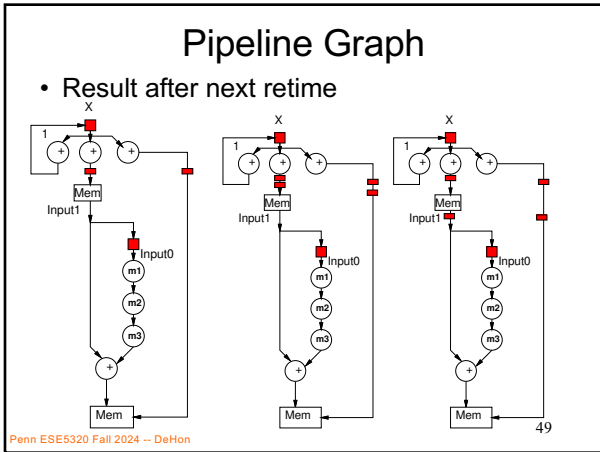 Pipeline Graph
• Result after next retime
X
1
+
+
+
Mem
Input1
Input0
m1
m2
m3
+
Mem
X
1
+
+
+
Mem
Input1
Input0
m1
m2
m3
+
Mem
X
1
+
+
+
Mem
Input1
Input0
m1
m2
m3
+
Mem
49
Penn ESE5320 Fall 2024 -- DeHon